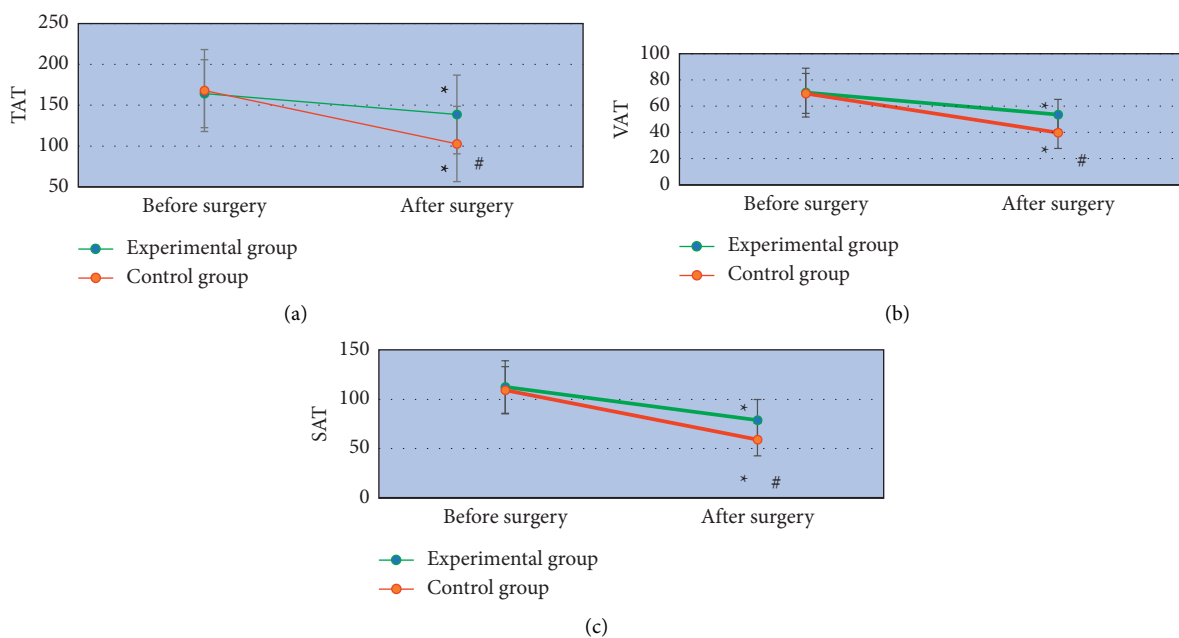 250
200
150
100
50
TAT
*
*
#
Before surgery
After surgery
Experimental group
Control group
(a)
100
80
60
40
20
0
VAT
*
*
#
Before surgery
After surgery
Experimental group
Control group
(b)
150
100
50
0
SAT
*
*
#
Before surgery
After surgery
Experimental group
Control group
(c)